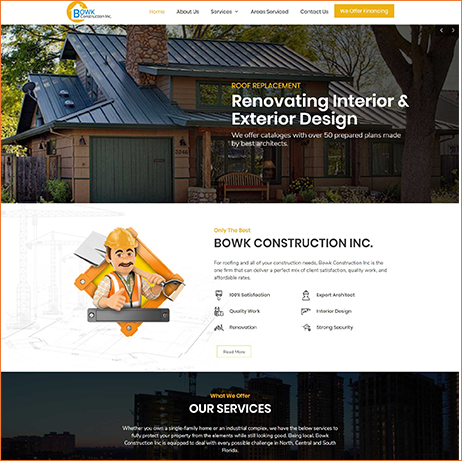 BOWK
Construction Inc.
Home
About Us
Services
Areas Serviced
Contact Us
We Offer Financing
ROOF REPLACEMENT
Renovating Interior &
Exterior Design
We offer cataloges with over 50 prepared plans made
by best architects.
Only The Best
BOWK CONSTRUCTION INC.
For roofing and all of your construction needs, Bowk Construction Inc is the
one firm that can deliver a perfect mix of client satisfaction, quality work, and
affordable rates.
100% Satisfaction
Expert Architect
Quality Work
Interior Design
Renovation
Strong Security
Read More
What We Offer
OUR SERVICES
Whether you own a single-family home or an industrial complex, we have the below services to
fully protect your property from the elements while still looking good. Being local, Bowk
Construction Inc is equipped to deal with every possible challenge in North, Central and South
Florida.